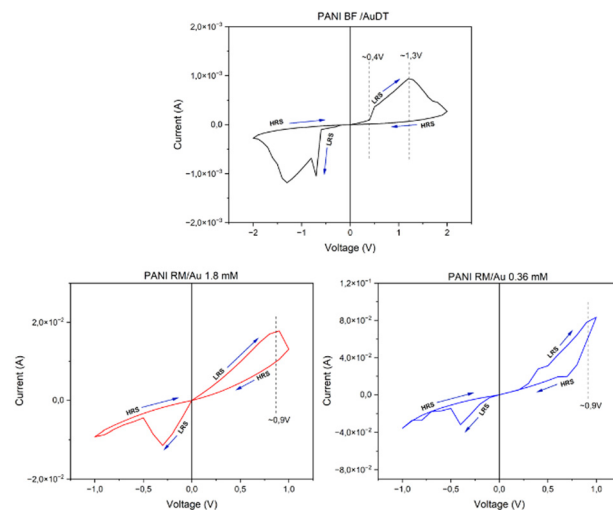 PANI BF /AuDT
2,0×10⁻³
1,0×10⁻³
0,0
-1,0×10⁻³
-2,0×10⁻³
Current (A)
~0,4V
~1,3V
LRS
HRS
HRS
LRS
-2
-1
0
1
2
Voltage (V)
PANI RM/Au 1.8 mM
2,0×10⁻²
0,0
-2,0×10⁻²
Current (A)
LRS
HRS
HRS
LRS
~0,9V
-1,0
-0,5
0,0
0,5
1,0
Voltage (V)
PANI RM/Au 0.36 mM
1,2×10⁻¹
8,0×10⁻²
4,0×10⁻²
0,0
-4,0×10⁻²
-8,0×10⁻²
Current (A)
LRS
HRS
HRS
LRS
~0,9V
-1,0
-0,5
0,0
0,5
1,0
Voltage (V)